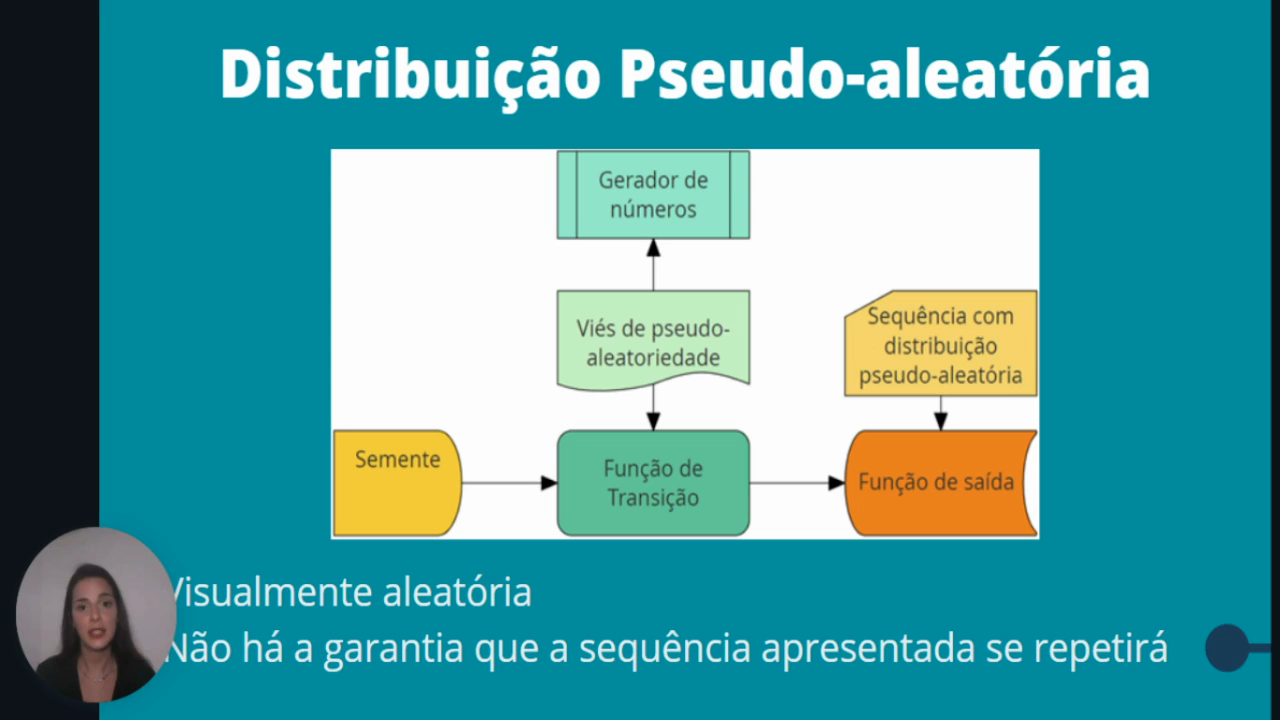 Distribuição Pseudo-aleatória
Gerador de
números
Viés de pseudo-
aleatoriedade
Sequência com
distribuição
pseudo-aleatória
Semente
Função de
Transição
Função de saída
Visualmente aleatória
Não há a garantia que a sequência apresentada se repetirá